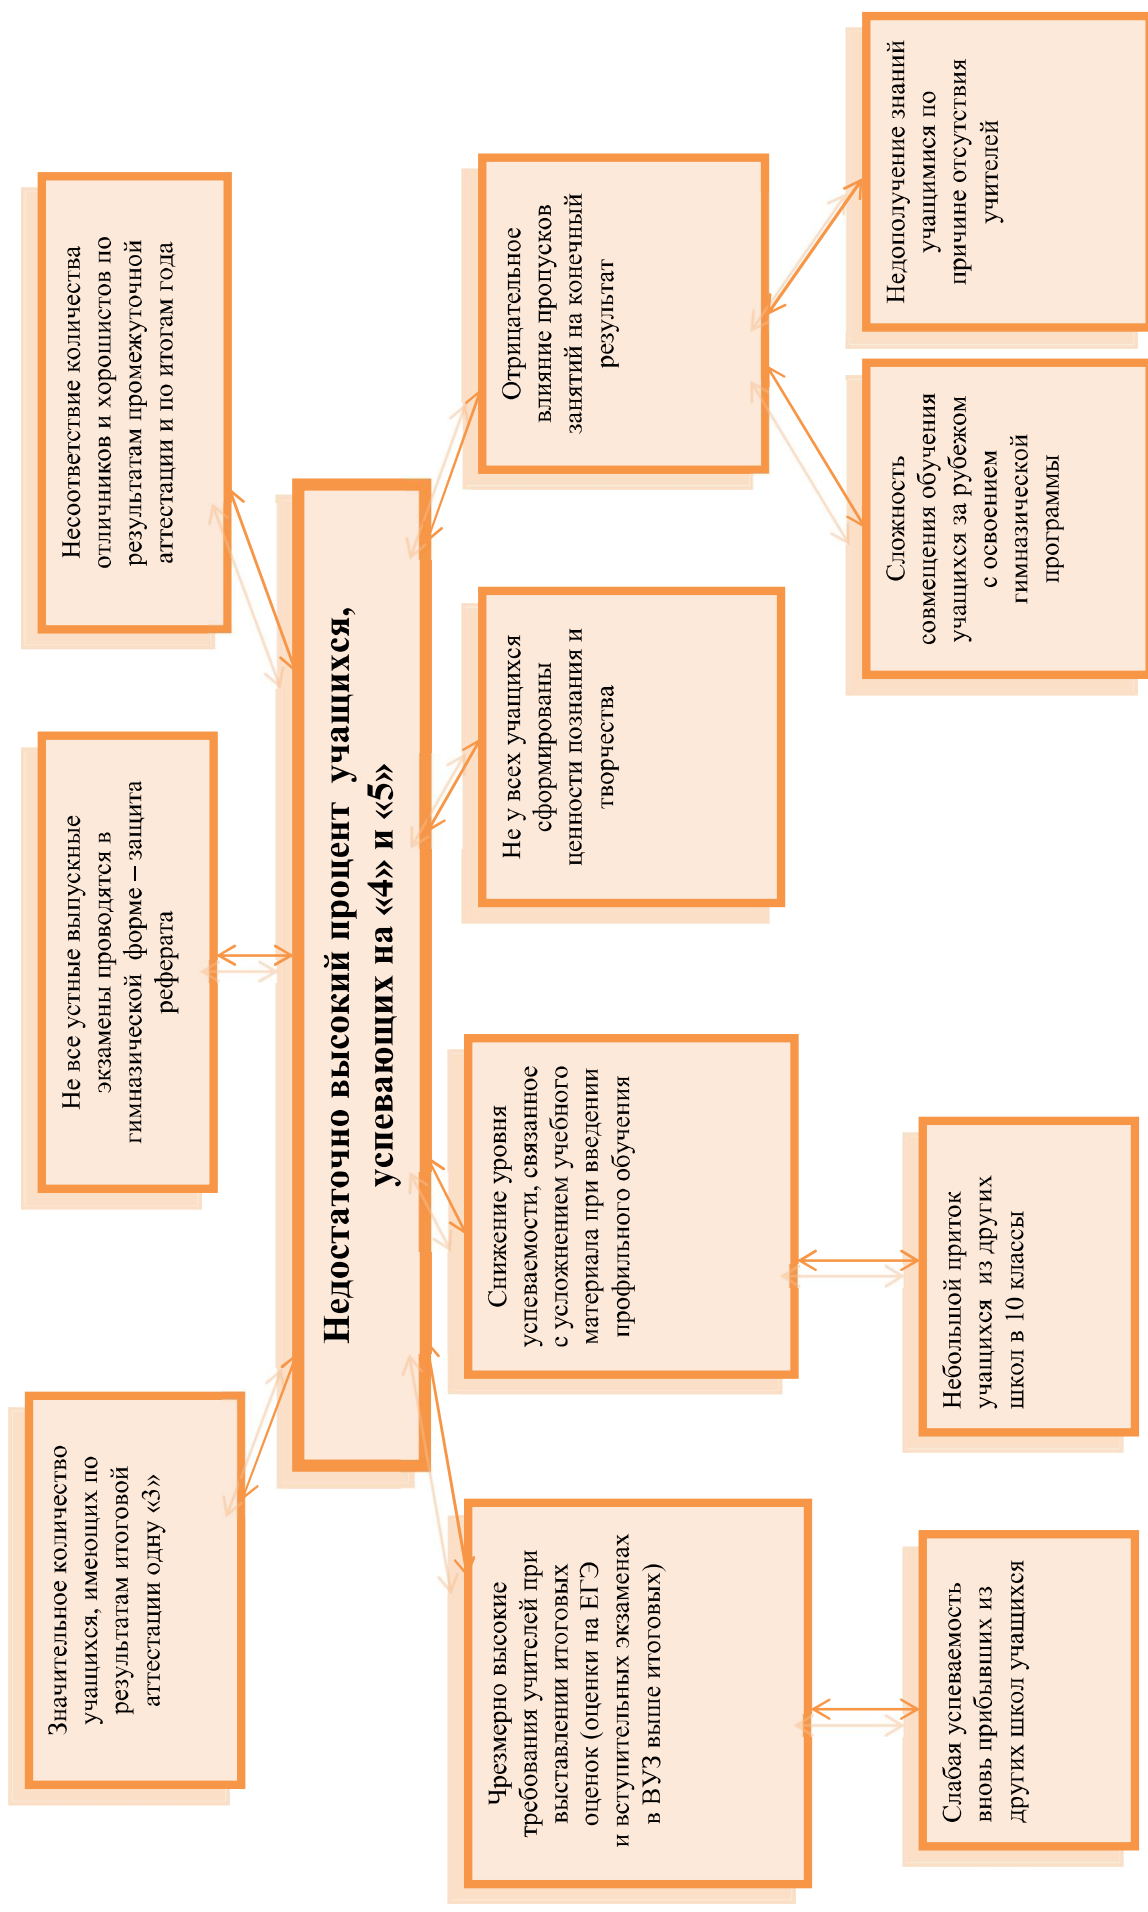 Значительное количество
учащихся, имеющих по
результатам итоговой
аттестации одну «3»
Не все устные выпускные
экзамены проводятся в
гимназической форме – защита
реферата
Несоответствие количества
отличников и хорошистов по
результатам промежуточной
аттестации и по итогам года
Недостаточно высокий процент учащихся,
успевающих на «4» и «5»
Чрезмерно высокие
требования учителей при
выставлении итоговых
оценок (оценки на ЕГЭ
и вступительных экзаменах
в ВУЗ выше итоговых)
Снижение уровня
успеваемости, связанное
с усложнением учебного
материала при введении
профильного обучения
Не у всех учащихся
сформированы
ценности познания и
творчества
Отрицательное
влияние пропусков
занятий на конечный
результат
Слабая успеваемость
вновь прибывших из
других школ учащихся
Небольшой приток
учащихся из других
школ в 10 классы
Сложность
совмещения обучения
учащихся за рубежом
с освоением
гимназической
программы
Недополучение знаний
учащимися по
причине отсутствия
учителей